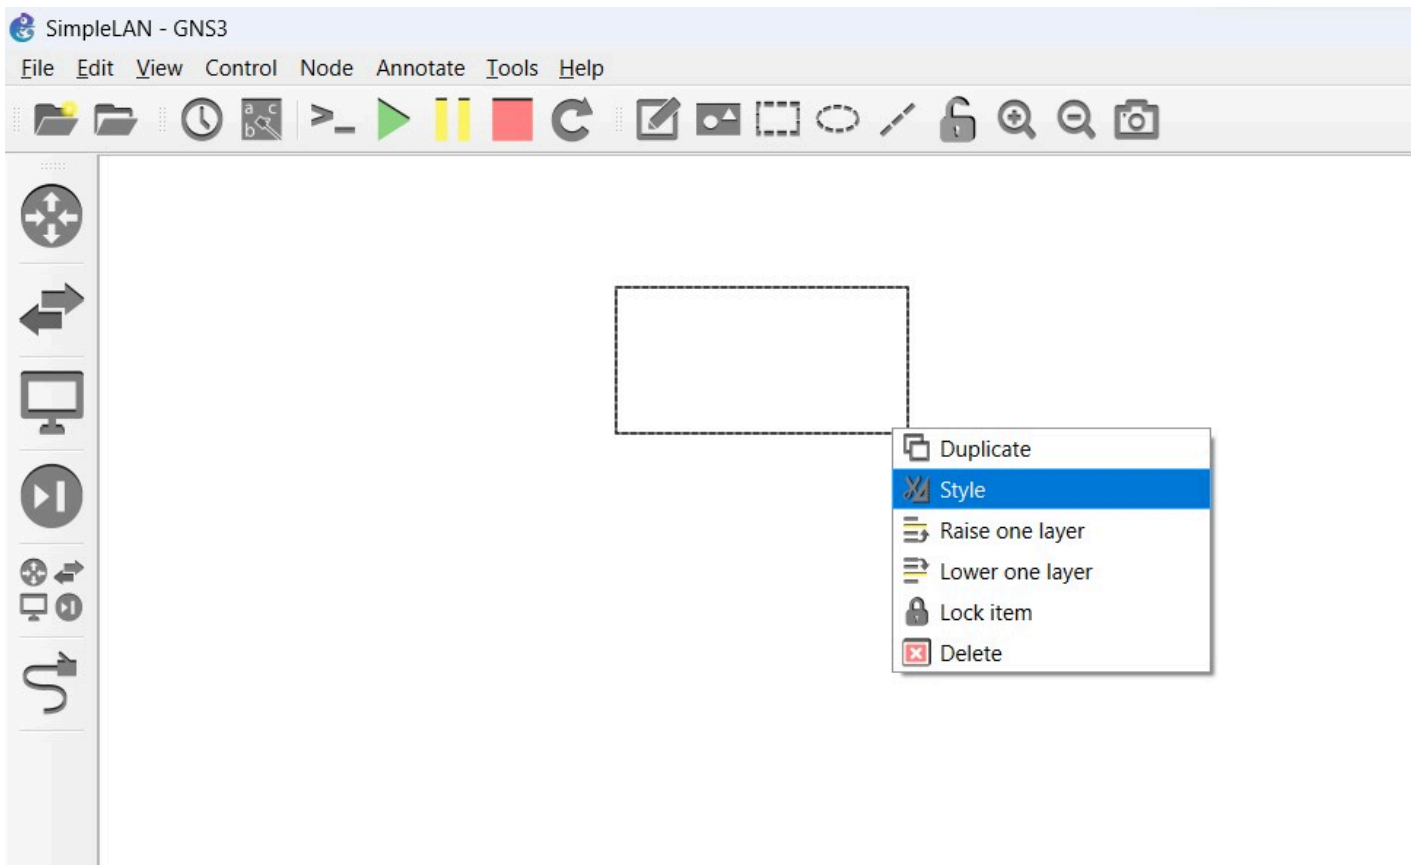 SimpleLAN - GNS3
File Edit View Control Node Annotate Tools Help
a c
b
Duplicate
Style
Raise one layer
Lower one layer
Lock item
Delete